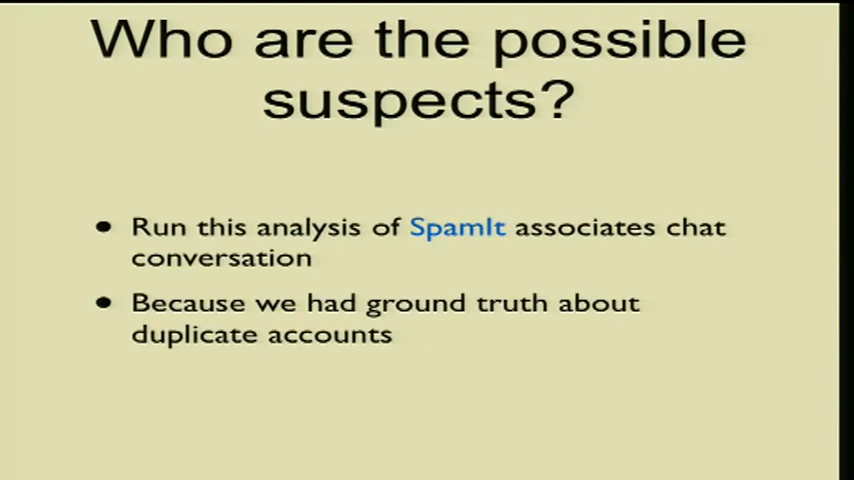 Who are the possible
suspects?
• Run this analysis of SpamIt associates chat
conversation
• Because we had ground truth about
duplicate accounts